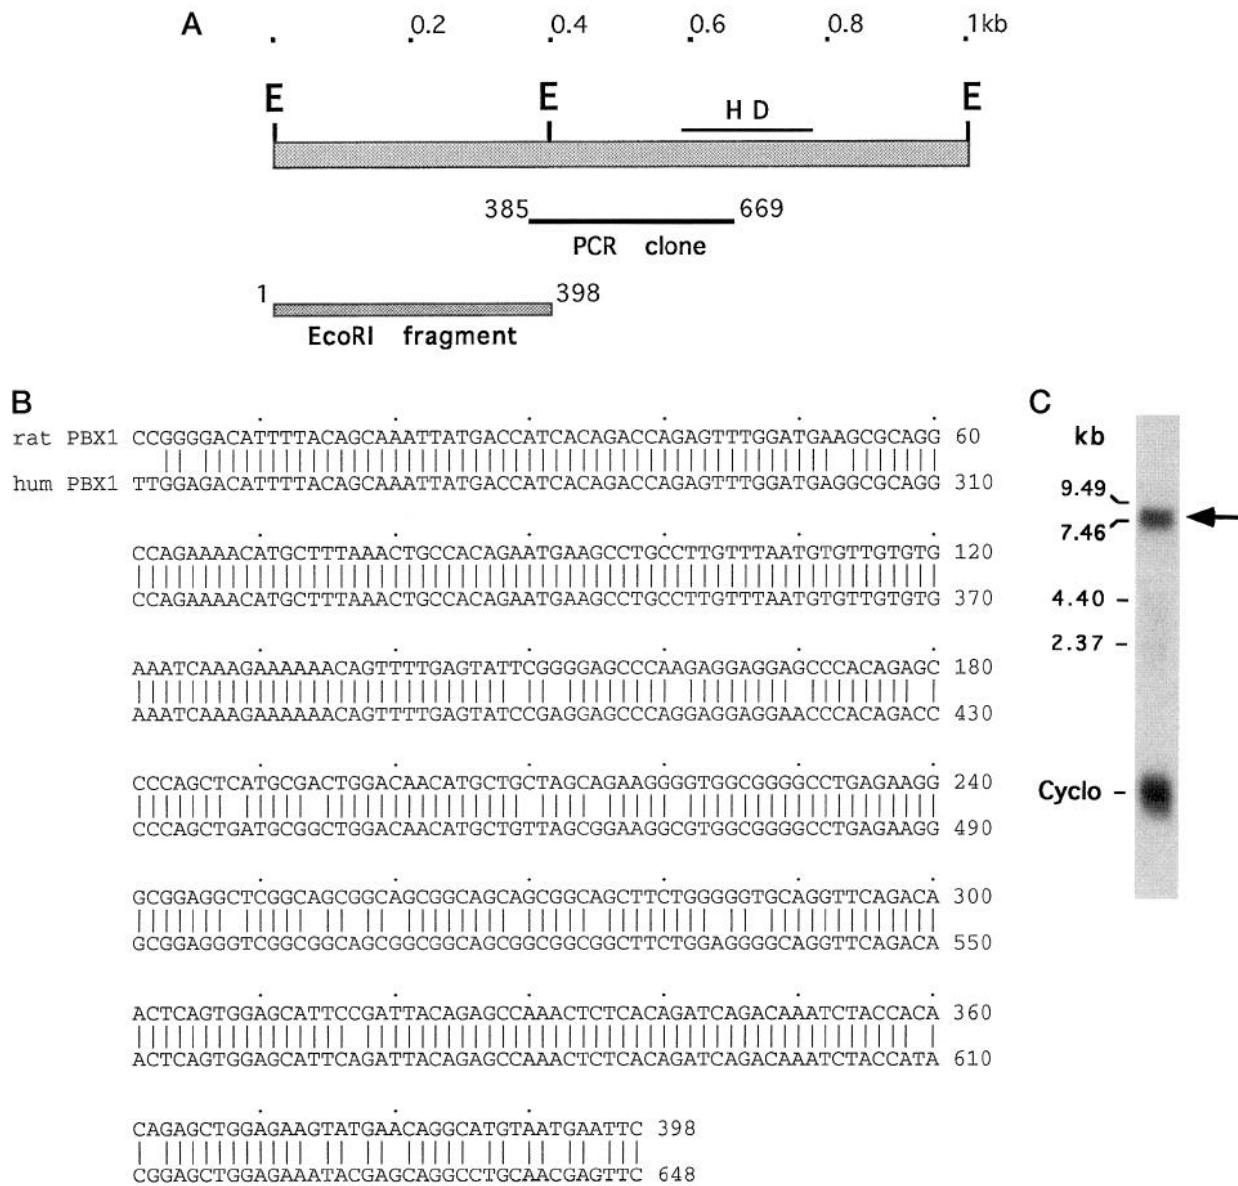 A
0.2 0.4 0.6 0.8 1kb
E E E
H D
385 669
PCR clone
1 398
EcoRI fragment
B
rat PBX1 CCGGGGACATTTTACAGCAAATTATGACCATCACAGACCAGAGTTTGGATGAAGCGCAGG 60
hum PBX1 TTGGAGACATTTTACAGCAAATTATGACCATCACAGACCAGAGTTTGGATGAGGCGCAGG 310
CCAGAAAACATGCTTTAAACTGCCACAGAATGAAGCCTGCCTTGTTTAATGTGTTGTGTG 120
CCAGAAAACATGCTTTAAACTGCCACAGAATGAAGCCTGCCTTGTTTAATGTGTTGTGTG 370
AAATCAAAGAAAAAACAGTTTTGAGTATTCGGGGAGCCCAAGAGGAGGAGCCCACAGAGC 180
AAATCAAAGAAAAAACAGTTTTGAGTATCCGAGGAGCCCAGGAGGAGGAACCCACAGACC 430
CCCAGCTCATGCGACTGGACAACATGCTGCTAGCAGAAGGGGTGGCGGGGCCTGAGAAGG 240
CCCAGCTGATGCGGCTGGACAACATGCTGTTAGCGGAAGGCGTGGCGGGGCCTGAGAAGG 490
GCGGAGGCTCGGCAGCGGCAGCGGCAGCAGCGGCAGCTTCTGGGGGTGCAGGTTCAGACA 300
GCGGAGGGTCGGCGGCAGCGGCGGCAGCGGCGGCGGCTTCTGGAGGGGCAGGTTCAGACA 550
ACTCAGTGGAGCATTCCGATTACAGAGCCAAACTCTCACAGATCAGACAAATCTACCACA 360
ACTCAGTGGAGCATTCAGATTACAGAGCCAAACTCTCACAGATCAGACAAATCTACCATA 610
CAGAGCTGGAGAAGTATGAACAGGCATGTAATGAATTC 398
CGGAGCTGGAGAAATACGAGCAGGCCTGCAACGAGTTC 648
C
kb
9.49
7.46
4.40
2.37
Cyclo